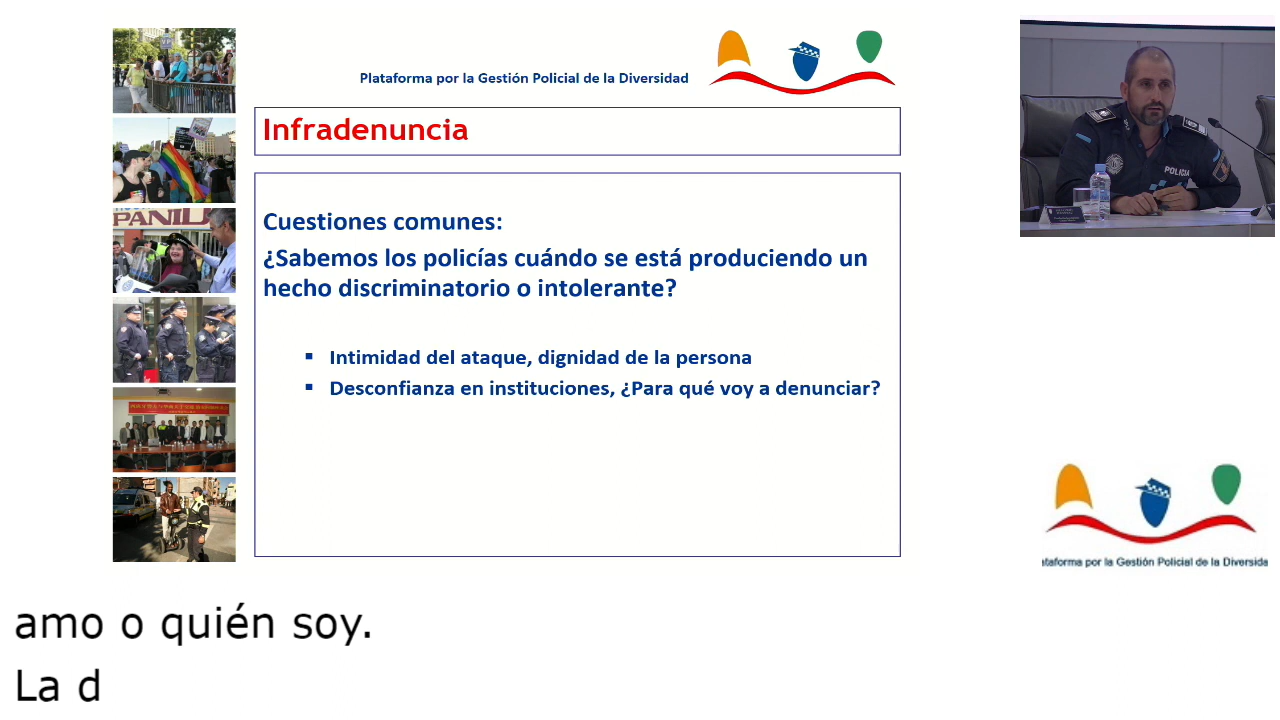 Plataforma por la Gestión Policial de la Diversidad
Infradenuncia
Cuestiones comunes:
¿Sabemos los policías cuándo se está produciendo un
hecho discriminatorio o intolerante?
▪ Intimidad del ataque, dignidad de la persona
▪ Desconfianza en instituciones, ¿Para qué voy a denunciar?
PANIL
POLICIA
ataforma por la Gestión Policial de la Diversida
amo o quién soy.
La d